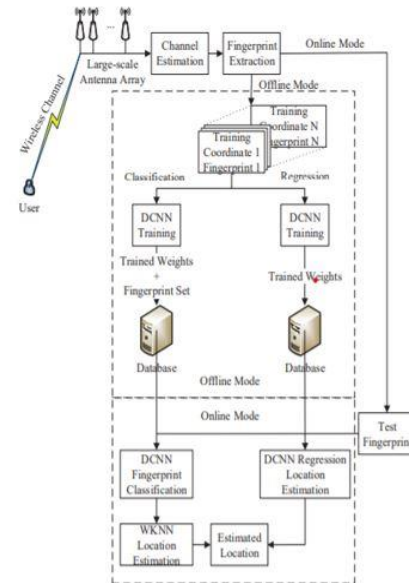 ...
Channel
Estimation
Fingerprint
Extraction
Online Mode
Large-scale
Antenna Array
Offline Mode
Wireless Channel
Training
Coordinate N
Fingerprint N
Training
Coordinate 1
Fingerprint 1
User
Classification
Regression
DCNN
Training
DCNN
Training
Trained Weights
+
Fingerprint Set
Trained Weights
Database
Database
Offline Mode
Online Mode
Test
Fingerprint
DCNN
Fingerprint
Classification
DCNN Regression
Location
Estimation
WKNN
Location
Estimation
Estimated
Location